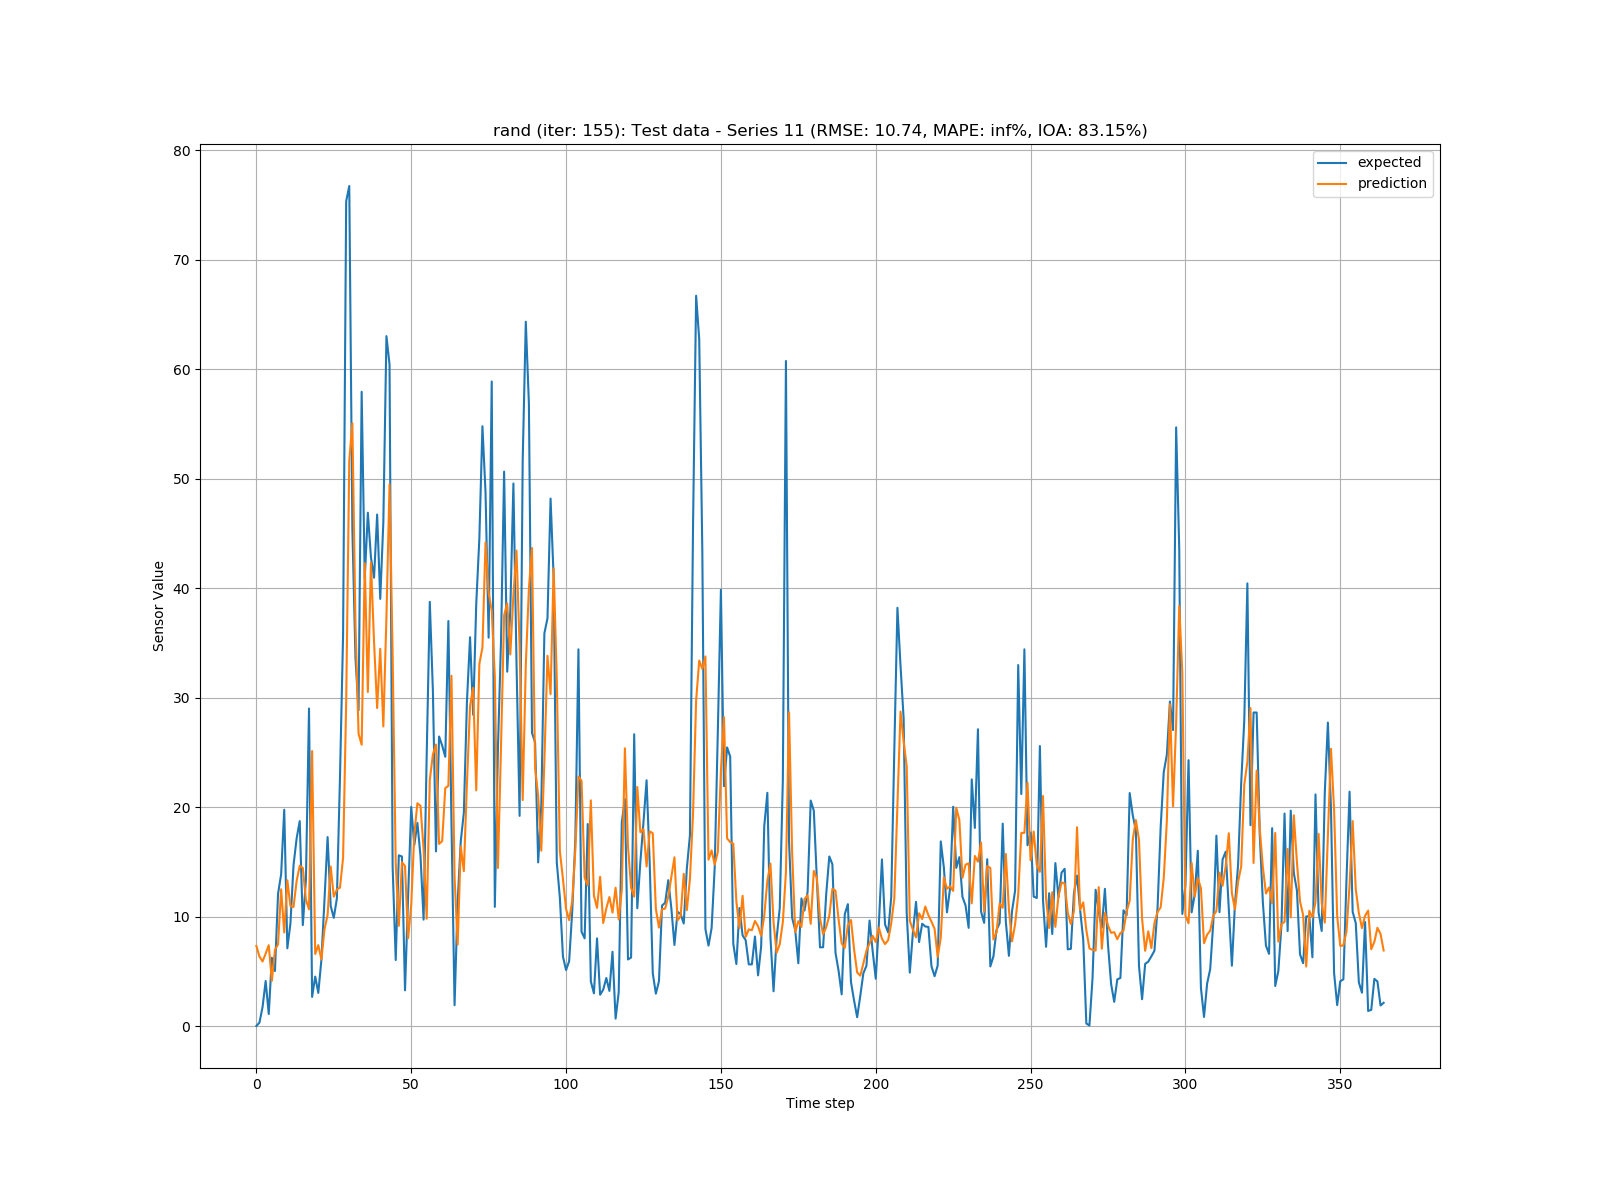 rand (iter: 155): Test data - Series 11 (RMSE: 10.74, MAPE: inf%, IOA: 83.15%)
expected
prediction
80
70
60
50
40
30
20
10
0
Sensor Value
0 50 100 150 200 250 300 350
Time step